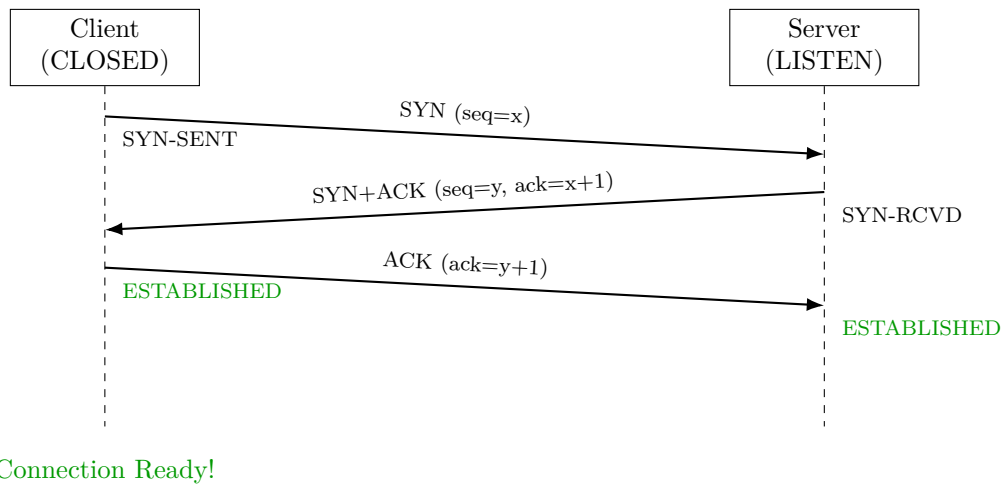 Client
(CLOSED)
Server
(LISTEN)
SYN (seq=x)
SYN-SENT
SYN+ACK (seq=y, ack=x+1)
SYN-RCVD
ACK (ack=y+1)
ESTABLISHED
ESTABLISHED
Connection Ready!